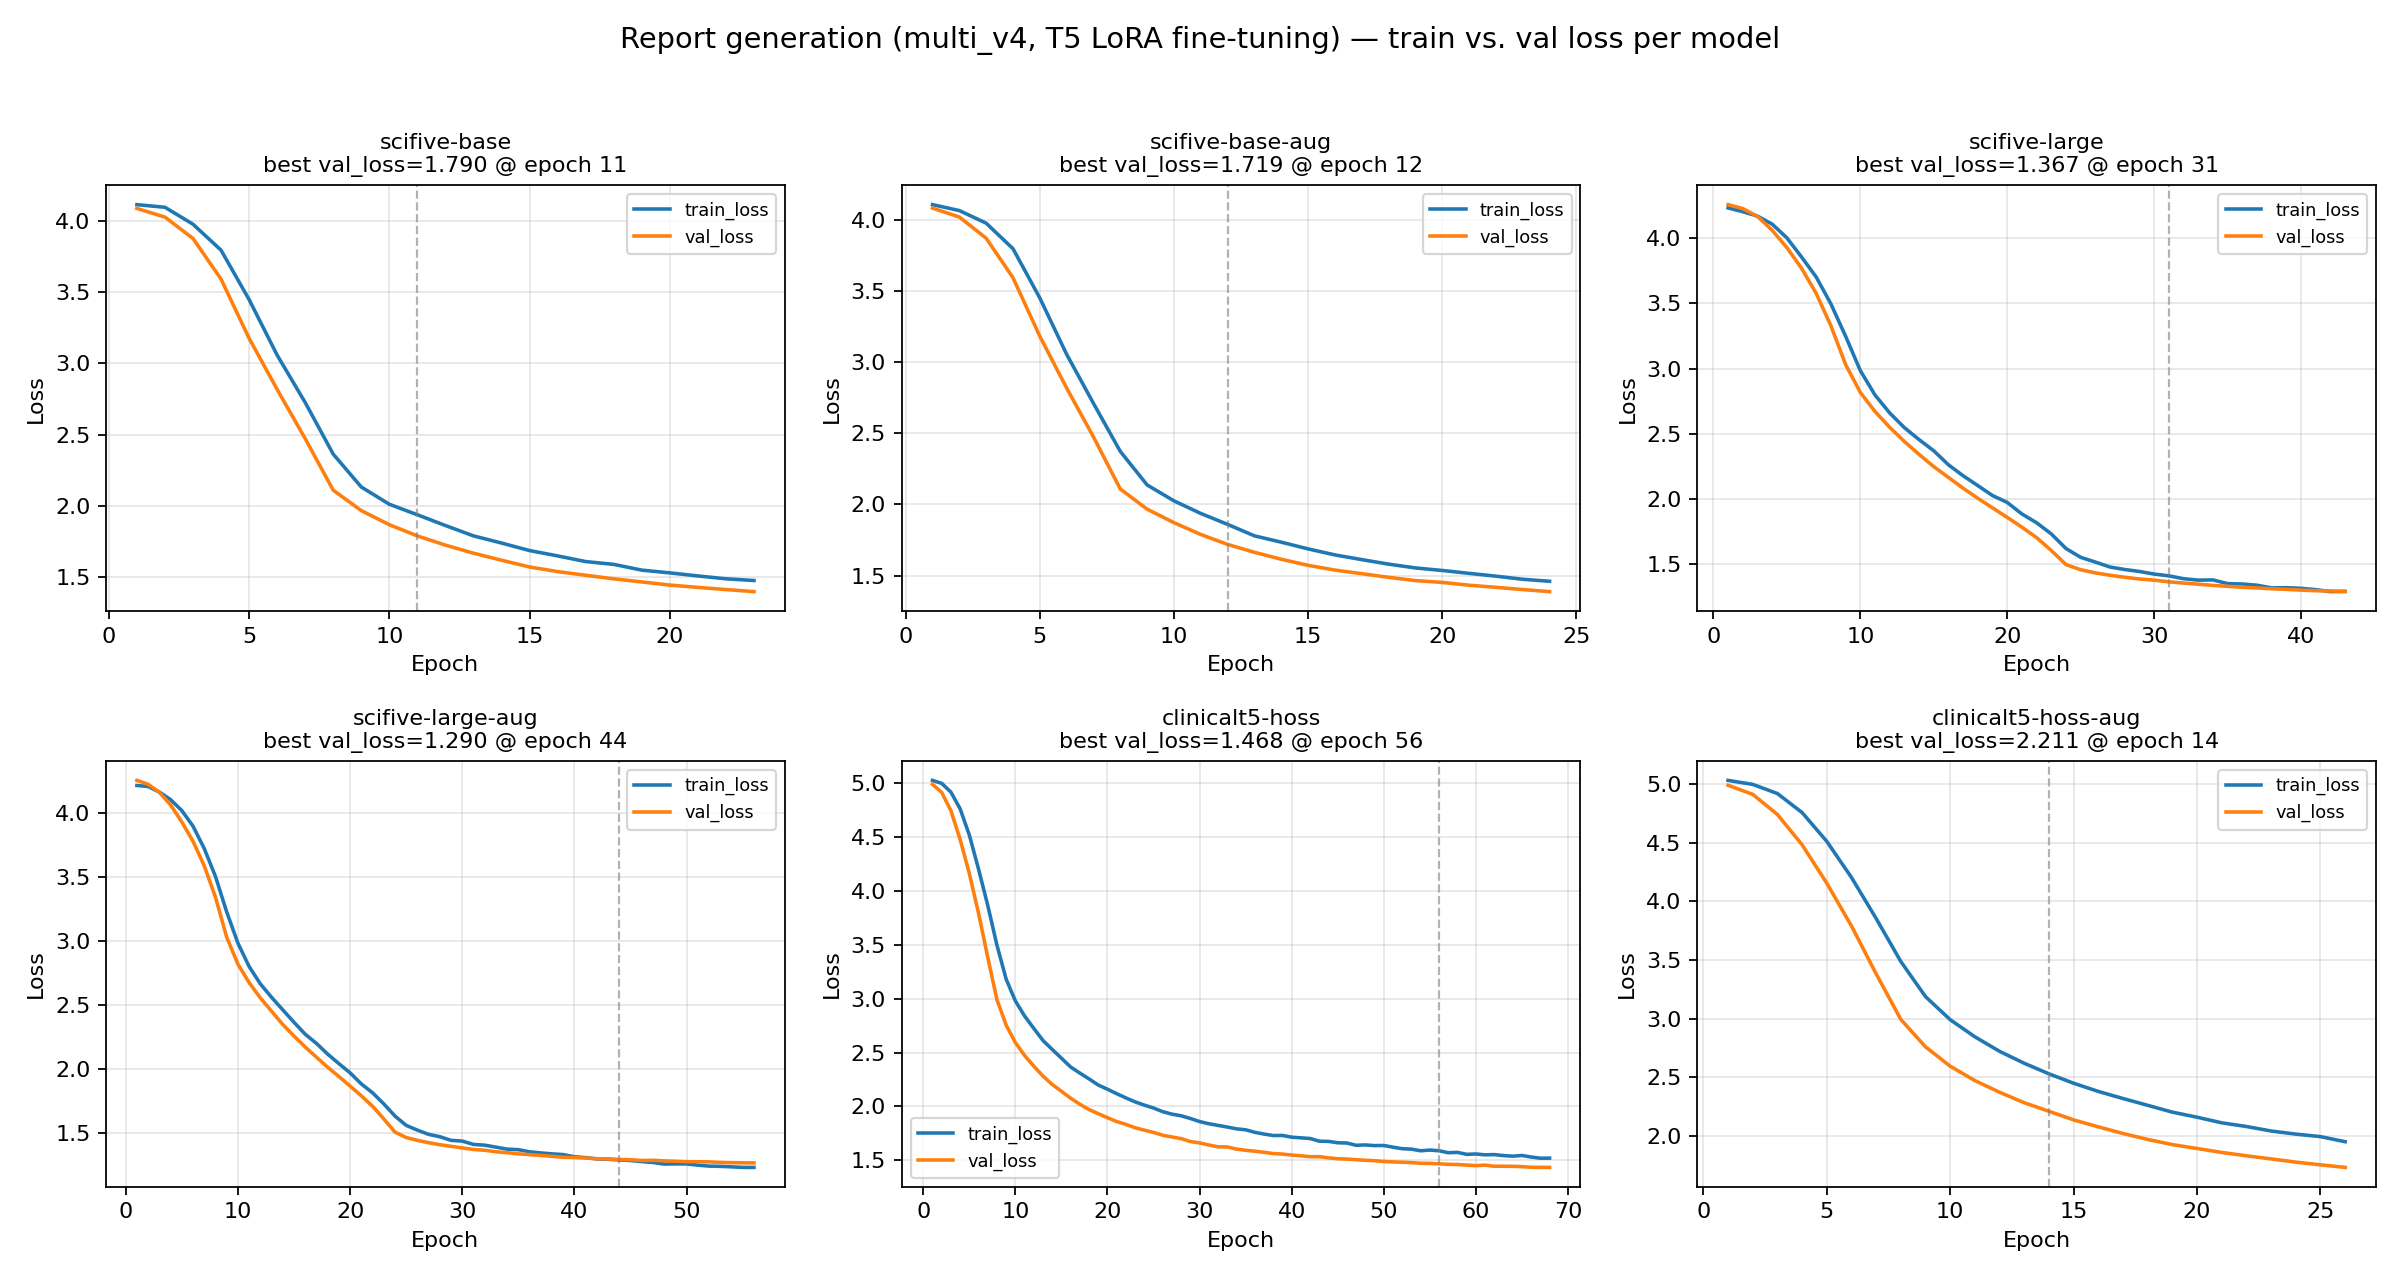 Report generation (multi_v4, T5 LoRA fine-tuning) — train vs. val loss per model
scifive-base
best val_loss=1.790 @ epoch 11
Loss
4.0
3.5
3.0
2.5
2.0
1.5
train_loss
val_loss
0 5 10 15 20
Epoch
scifive-base-aug
best val_loss=1.719 @ epoch 12
Loss
4.0
3.5
3.0
2.5
2.0
1.5
train_loss
val_loss
0 5 10 15 20 25
Epoch
scifive-large
best val_loss=1.367 @ epoch 31
Loss
4.0
3.5
3.0
2.5
2.0
1.5
train_loss
val_loss
0 10 20 30 40
Epoch
scifive-large-aug
best val_loss=1.290 @ epoch 44
Loss
4.0
3.5
3.0
2.5
2.0
1.5
train_loss
val_loss
0 10 20 30 40 50
Epoch
clinicalt5-hoss
best val_loss=1.468 @ epoch 56
Loss
5.0
4.5
4.0
3.5
3.0
2.5
2.0
1.5
train_loss
val_loss
0 10 20 30 40 50 60 70
Epoch
clinicalt5-hoss-aug
best val_loss=2.211 @ epoch 14
Loss
5.0
4.5
4.0
3.5
3.0
2.5
2.0
train_loss
val_loss
0 5 10 15 20 25
Epoch